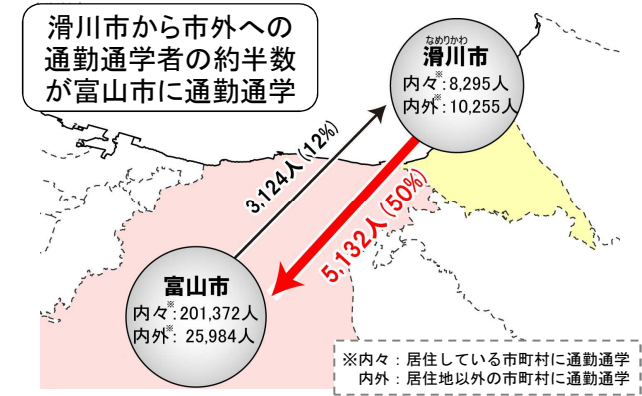 滑川市から市外への
通勤通学者の約半数
が富山市に通勤通学
なめりかわ
滑川市
内々※:8,295人
内外※:10,255人
3,124人(12%)
5,132人(50%)
富山市
内々※:201,372人
内外※: 25,984人
※内々:居住している市町村に通勤通学
内外:居住地以外の市町村に通勤通学